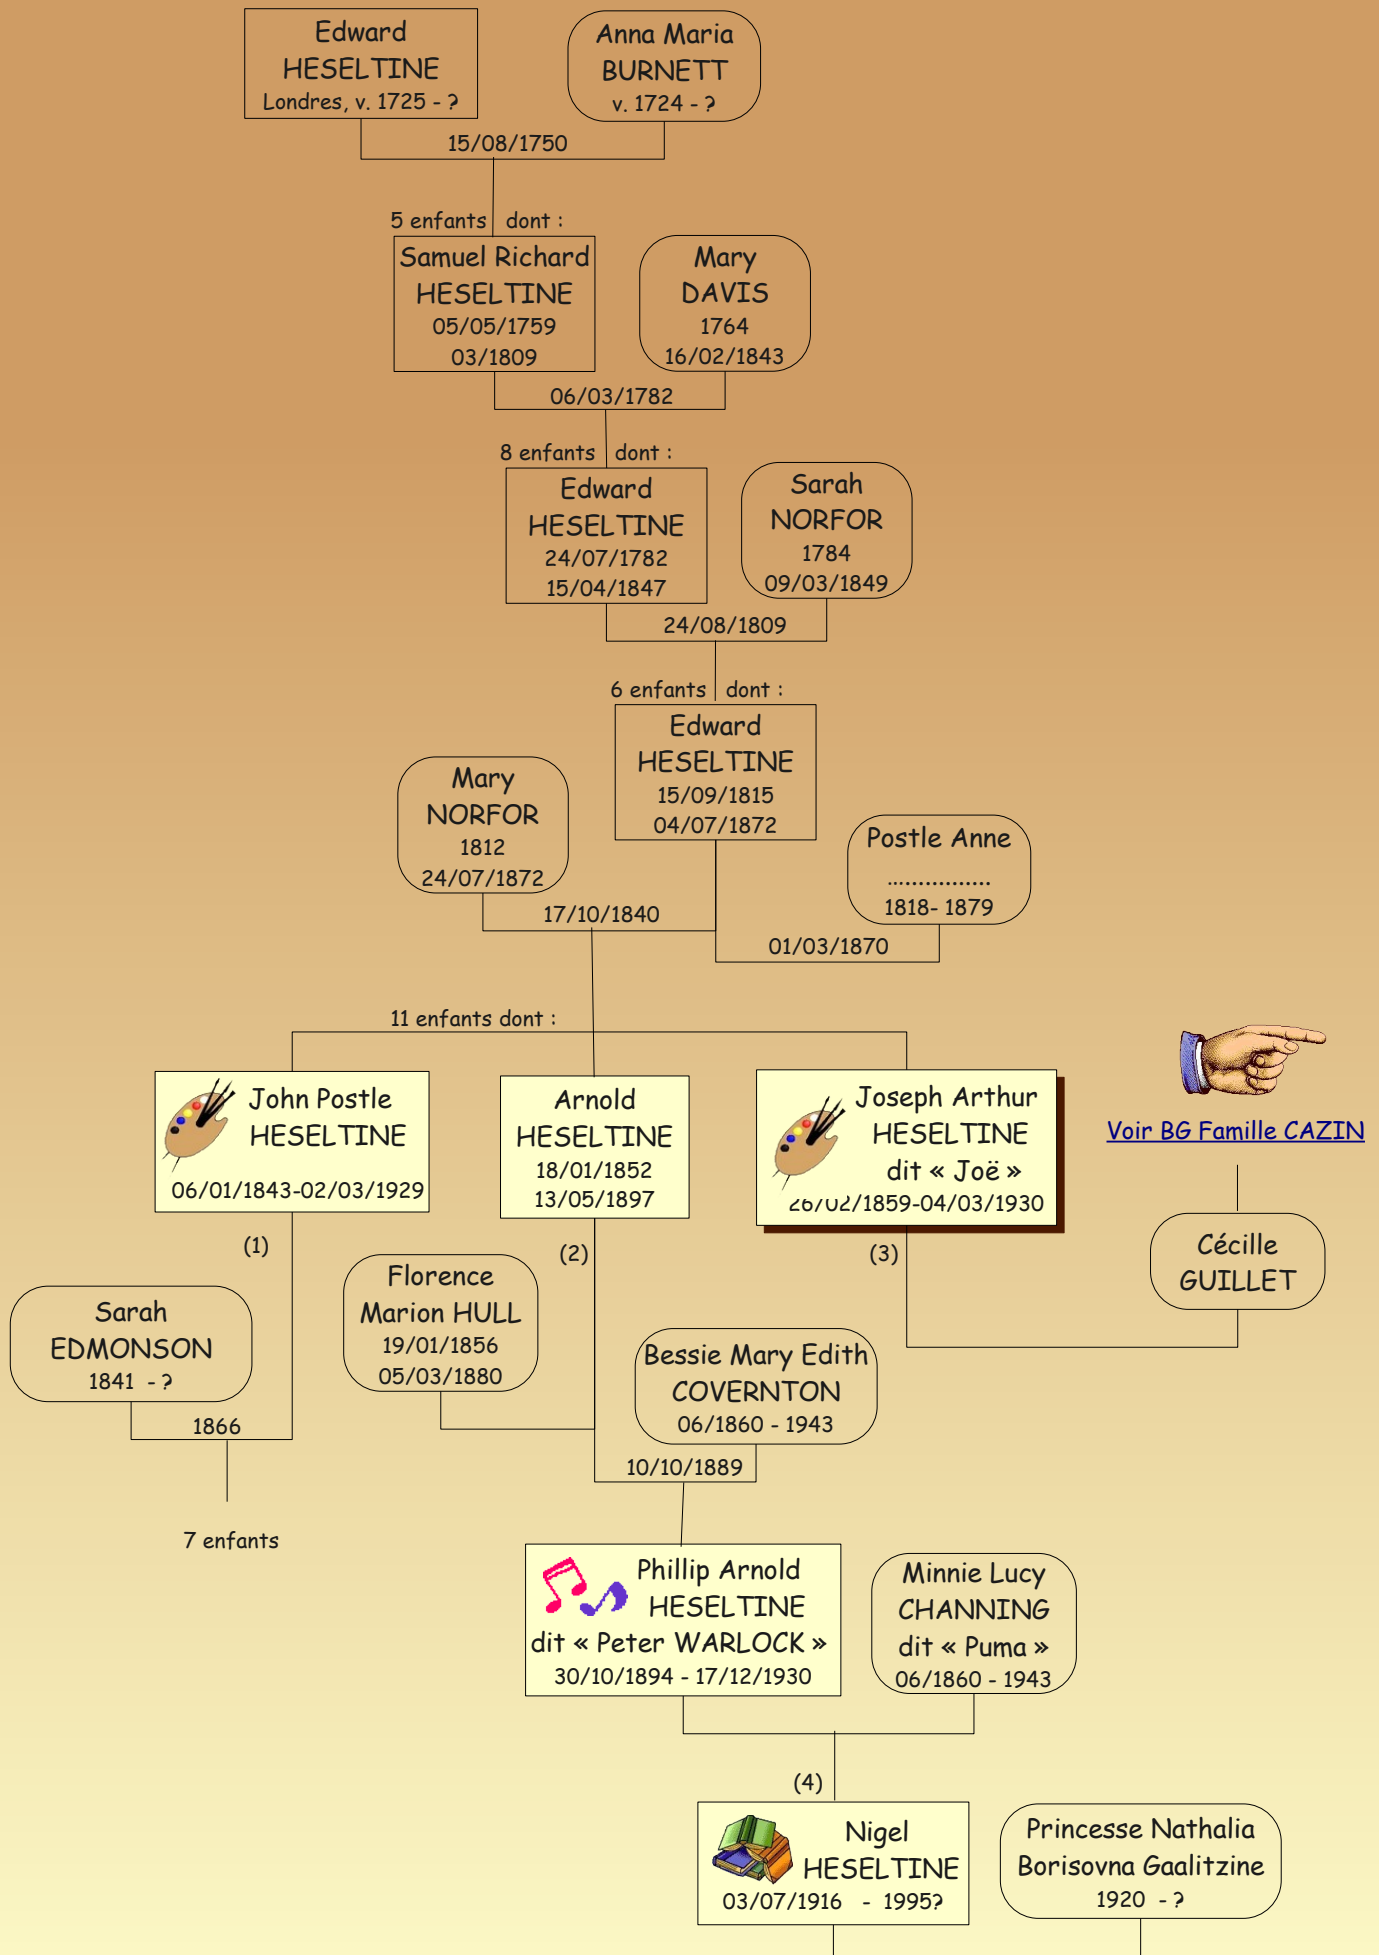 Edward
HESELTINE
Londres, v. 1725 - ?
Anna Maria
BURNETT
v. 1724 - ?
15/08/1750
5 enfants dont :
Samuel Richard
HESELTINE
05/05/1759
03/1809
Mary
DAVIS
1764
16/02/1843
06/03/1782
8 enfants dont :
Edward
HESELTINE
24/07/1782
15/04/1847
Sarah
NORFOR
1784
09/03/1849
24/08/1809
6 enfants dont :
Edward
HESELTINE
15/09/1815
04/07/1872
Mary
NORFOR
1812
24/07/1872
Postle Anne
................
1818- 1879
17/10/1840
01/03/1870
11 enfants dont :
John Postle
HESELTINE
06/01/1843-02/03/1929
Arnold
HESELTINE
18/01/1852
13/05/1897
Joseph Arthur
HESELTINE
dit « Joë »
26/02/1859-04/03/1930
Voir BG Famille CAZIN
(1)
(2)
(3)
Cécille
GUILLET
Sarah
EDMONSON
1841 - ?
Florence
Marion HULL
19/01/1856
05/03/1880
Bessie Mary Edith
COVERNTON
06/1860 - 1943
1866
10/10/1889
7 enfants
Phillip Arnold
HESELTINE
dit « Peter WARLOCK »
30/10/1894 - 17/12/1930
Minnie Lucy
CHANNING
dit « Puma »
06/1860 - 1943
(4)
Nigel
HESELTINE
03/07/1916 - 1995?
Princesse Nathalia
Borisovna Gaalitzine
1920 - ?